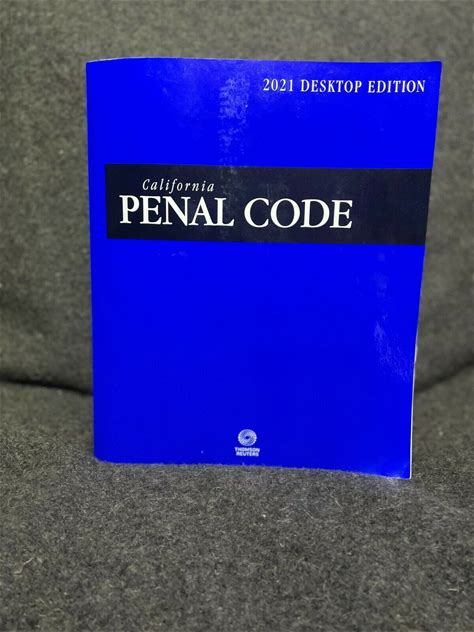 2021 DESKTOP EDITION
California
PENAL CODE
THOMSON
REUTERS